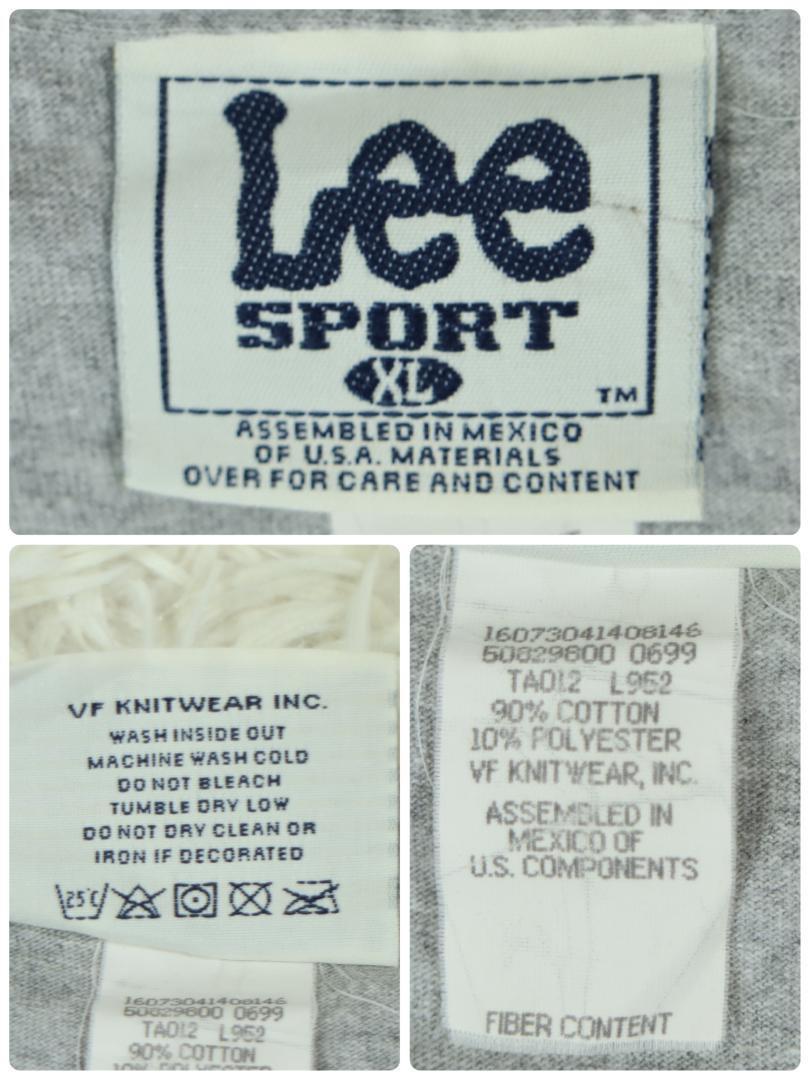 Lee
SPORT
XL
TM
ASSEMBLED IN MEXICO
OF U.S.A. MATERIALS
OVER FOR CARE AND CONTENT
VF KNITWEAR INC.
WASH INSIDE OUT
MACHINE WASH COLD
DO NOT BLEACH
TUMBLE DRY LOW
DO NOT DRY CLEAN OR
IRON IF DECORATED
25°C
16073041408146
50829800 0699
TA012 L952
90% COTTON
10% POLYESTER
16073041408146
50829800 0699
TA012 L952
90% COTTON
10% POLYESTER
VF KNITWEAR, INC.
ASSEMBLED IN
MEXICO OF
U.S. COMPONENTS
FIBER CONTENT